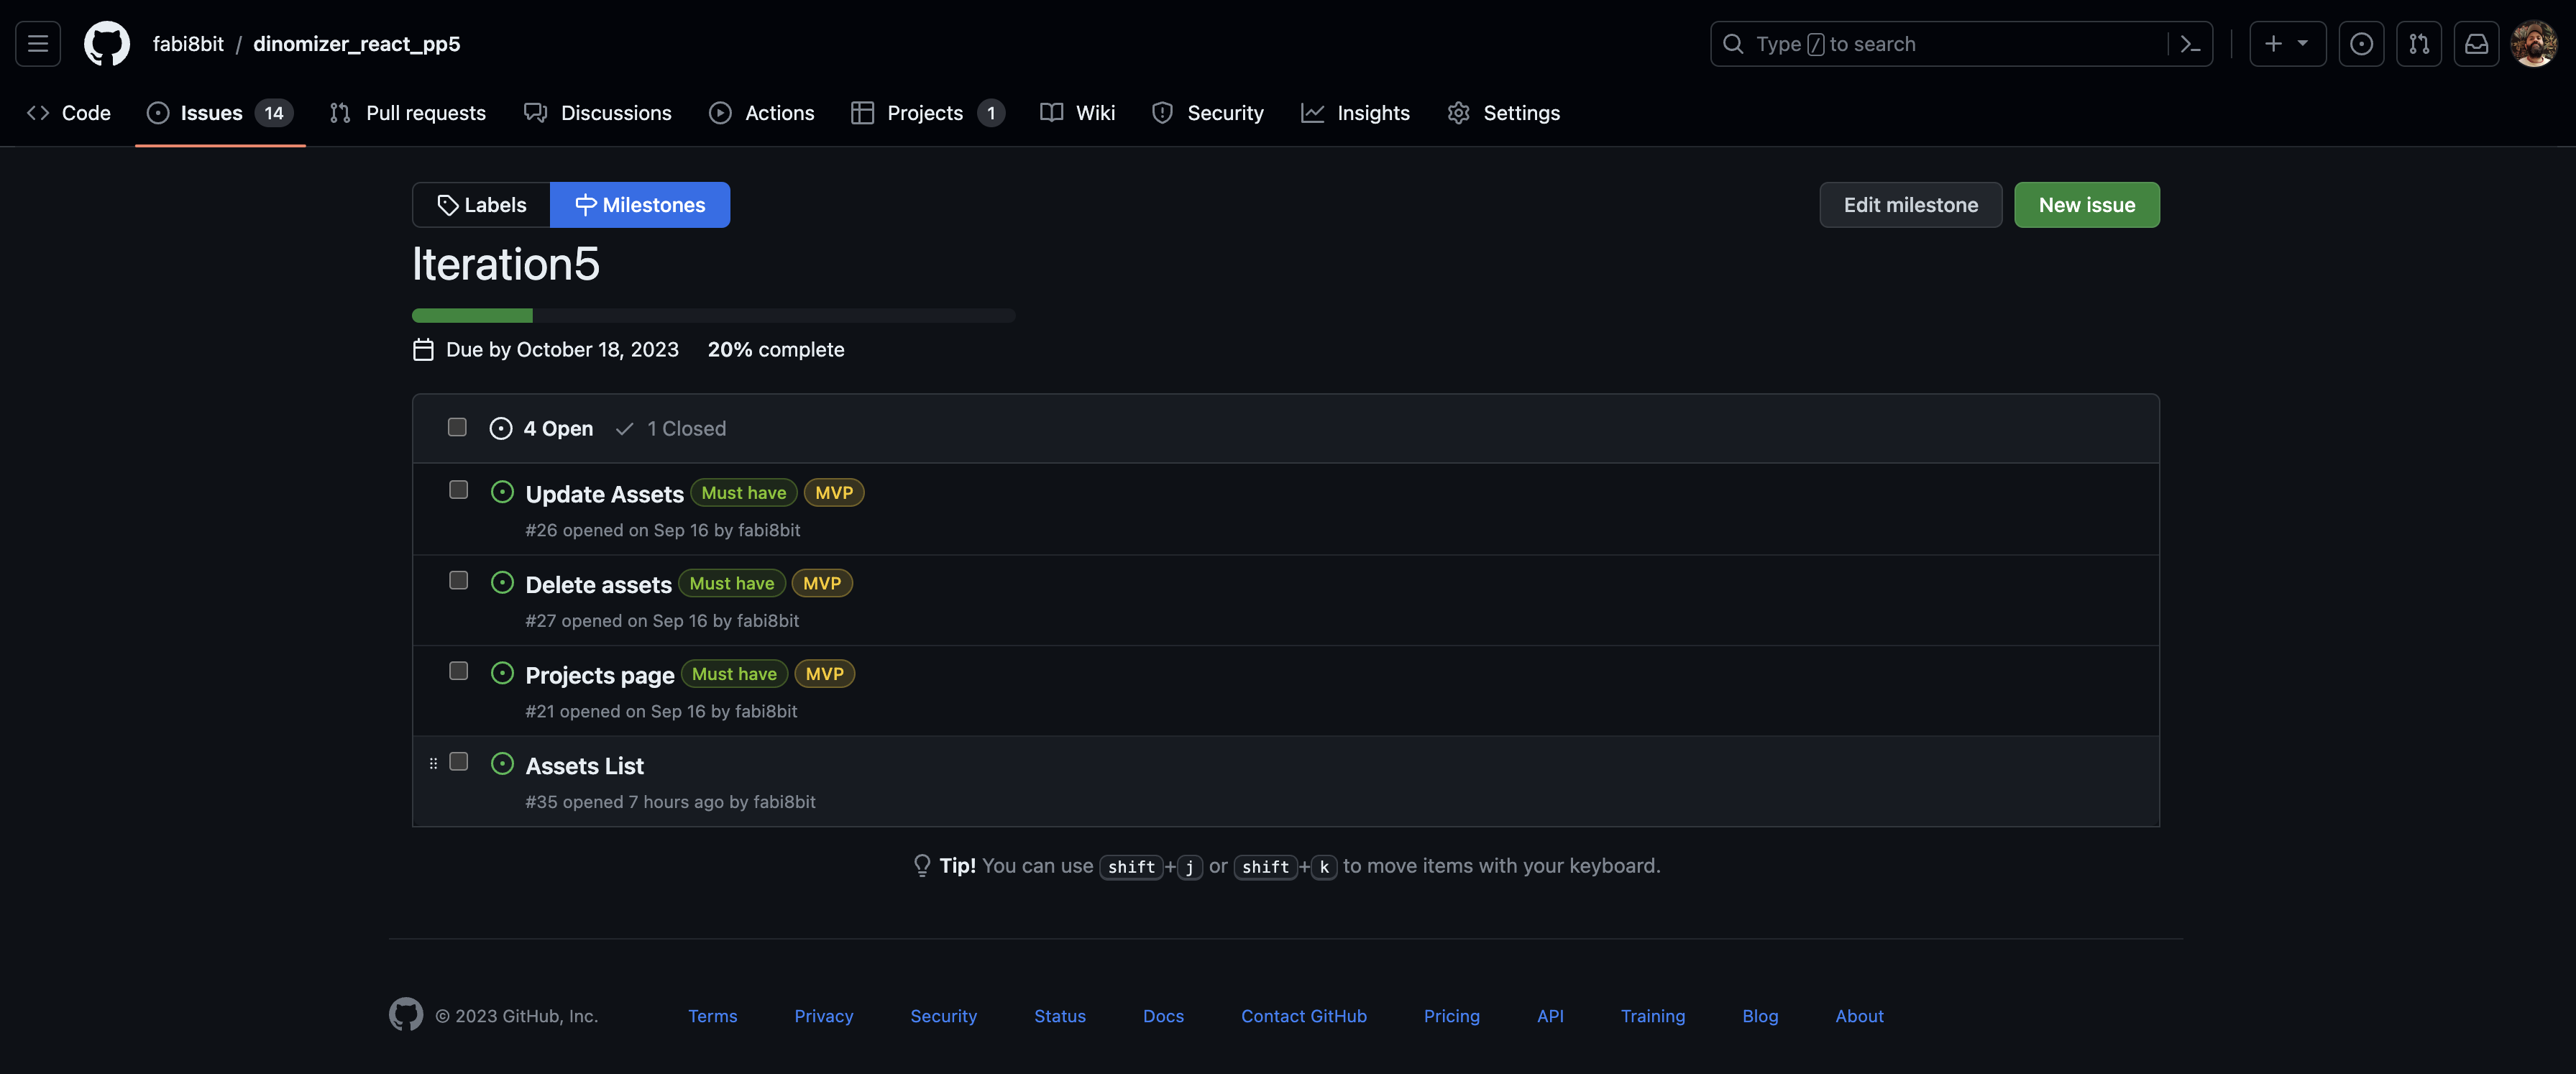 fabi8bit / dinomizer_react_pp5
Type / to search
Code Issues 14 Pull requests Discussions Actions Projects 1 Wiki Security Insights Settings
Labels Milestones Edit milestone New issue
Iteration5
Due by October 18, 2023 20% complete
4 Open 1 Closed
Update Assets Must have MVP
#26 opened on Sep 16 by fabi8bit
Delete assets Must have MVP
#27 opened on Sep 16 by fabi8bit
Projects page Must have MVP
#21 opened on Sep 16 by fabi8bit
Assets List
#35 opened 7 hours ago by fabi8bit
Tip! You can use shift+j or shift+k to move items with your keyboard.
© 2023 GitHub, Inc. Terms Privacy Security Status Docs Contact GitHub Pricing API Training Blog About